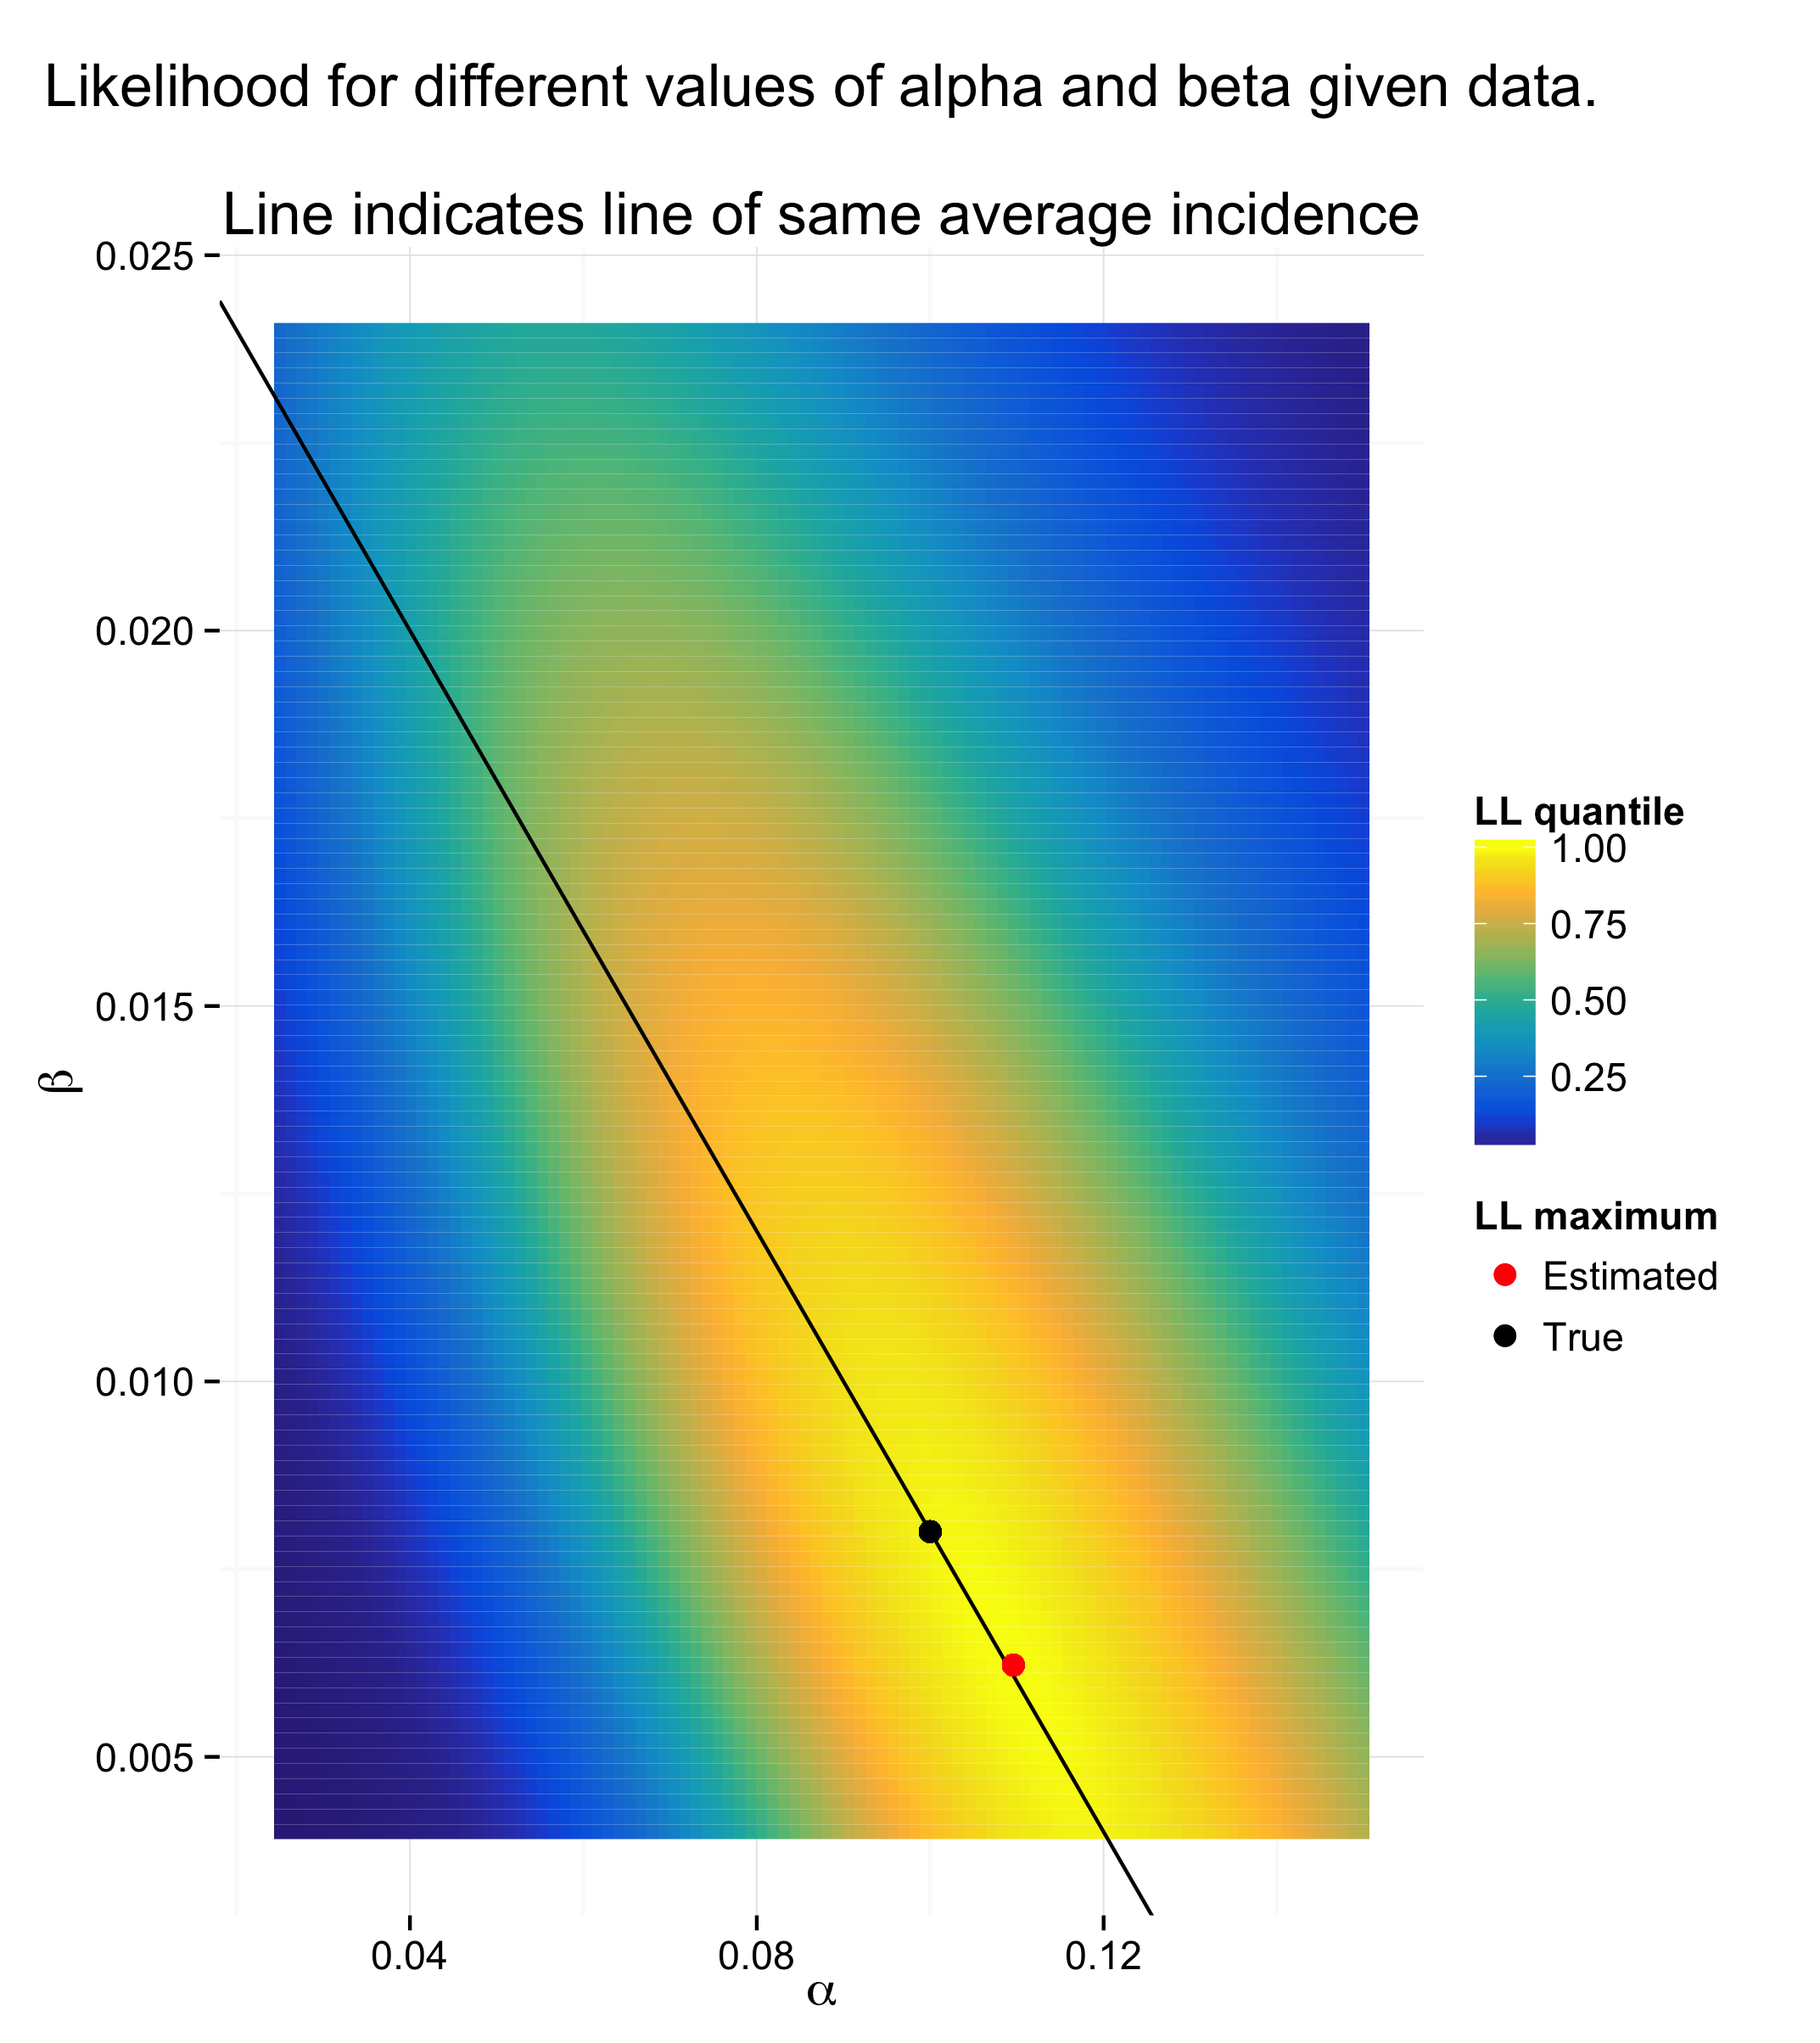 Likelihood for different values of alpha and beta given data.
Line indicates line of same average incidence
0.025
0.020
0.015
0.010
0.005
β
0.04 0.08 0.12
α
LL quantile
1.00
0.75
0.50
0.25
LL maximum
Estimated
True